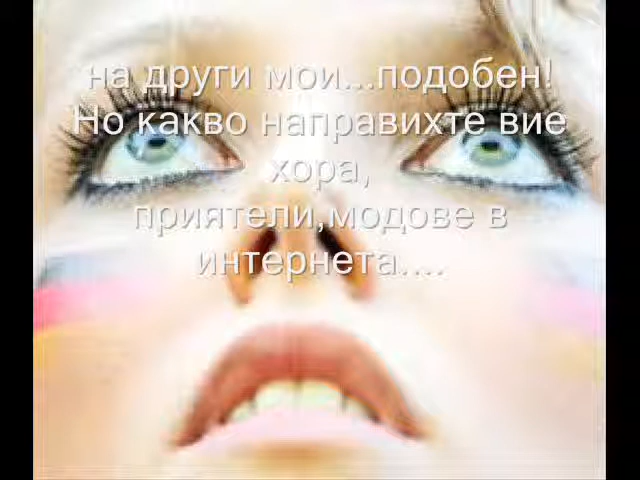 на други мои...подобен!
Но какво направихте вие
хора,
приятели,модове в
интернета....